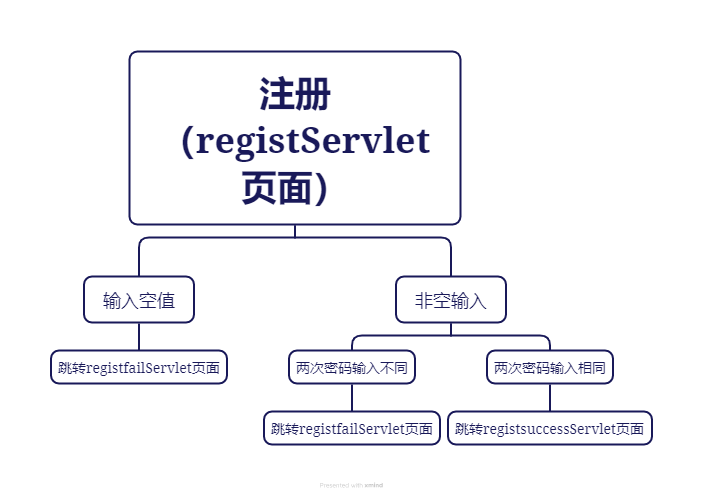 注册
（registServlet
页面）
输入空值
非空输入
跳转registfailServlet页面
两次密码输入不同
两次密码输入相同
跳转registfailServlet页面
跳转registsuccessServlet页面
Presented with xmind